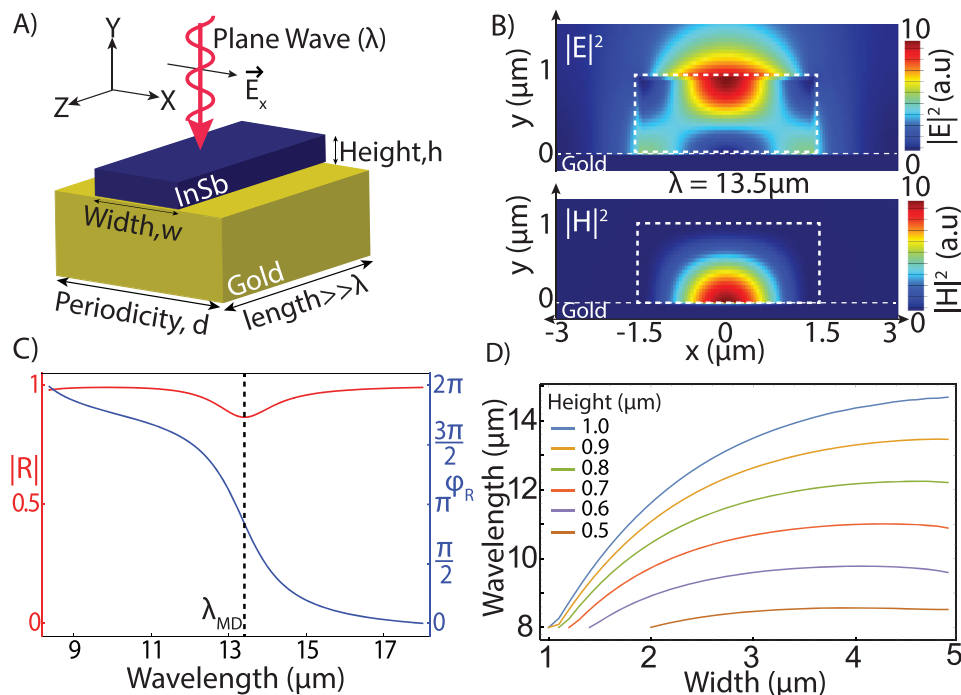 A)
Y
Z
X
Plane Wave (λ)
E⃗x
Height,h
InSb
Width,w
Gold
Periodicity, d
length>>λ
B)
|E|²
1
0
y (μm)
Gold
10
0
|E|² (a.u)
λ = 13.5μm
|H|²
1
0
y (μm)
Gold
10
0
|H|² (a.u)
-3 -1.5 0 1.5 3
x (μm)
C)
1
|R|
0.5
0
2π
3π/2
φR
π
π/2
0
λMD
9 11 13 15 17
Wavelength (μm)
D)
Height (μm)
1.0
0.9
0.8
0.7
0.6
0.5
14
12
10
8
Wavelength (μm)
1 2 3 4 5
Width (μm)